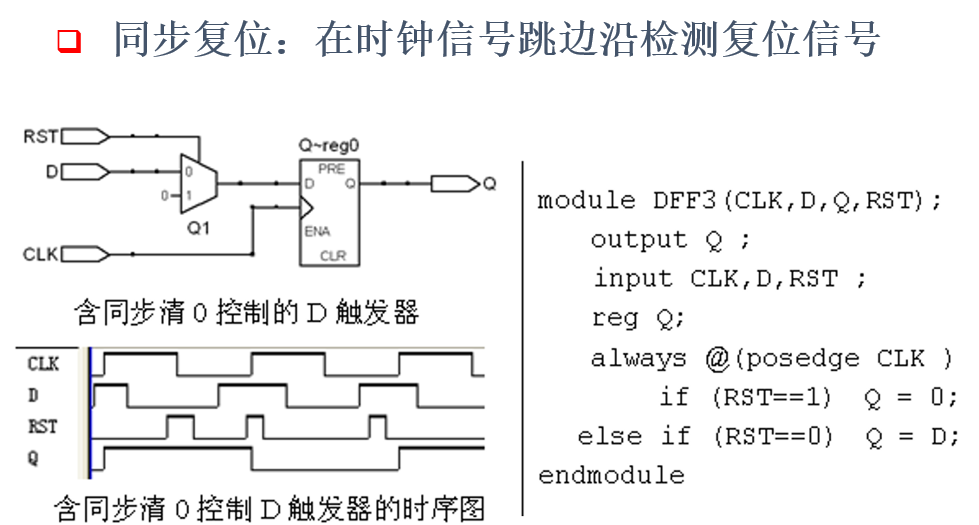 同步复位：在时钟信号跳边沿检测复位信号
RST
D
0
0
1
Q1
CLK
Q~reg0
PRE
D
Q
ENA
CLR
Q
含同步清0控制的D触发器
CLK
D
RST
Q
含同步清0控制D触发器的时序图
module DFF3(CLK,D,Q,RST);
output Q ;
input CLK,D,RST ;
reg Q;
always @(posedge CLK )
if (RST==1) Q = 0;
else if (RST==0) Q = D;
endmodule